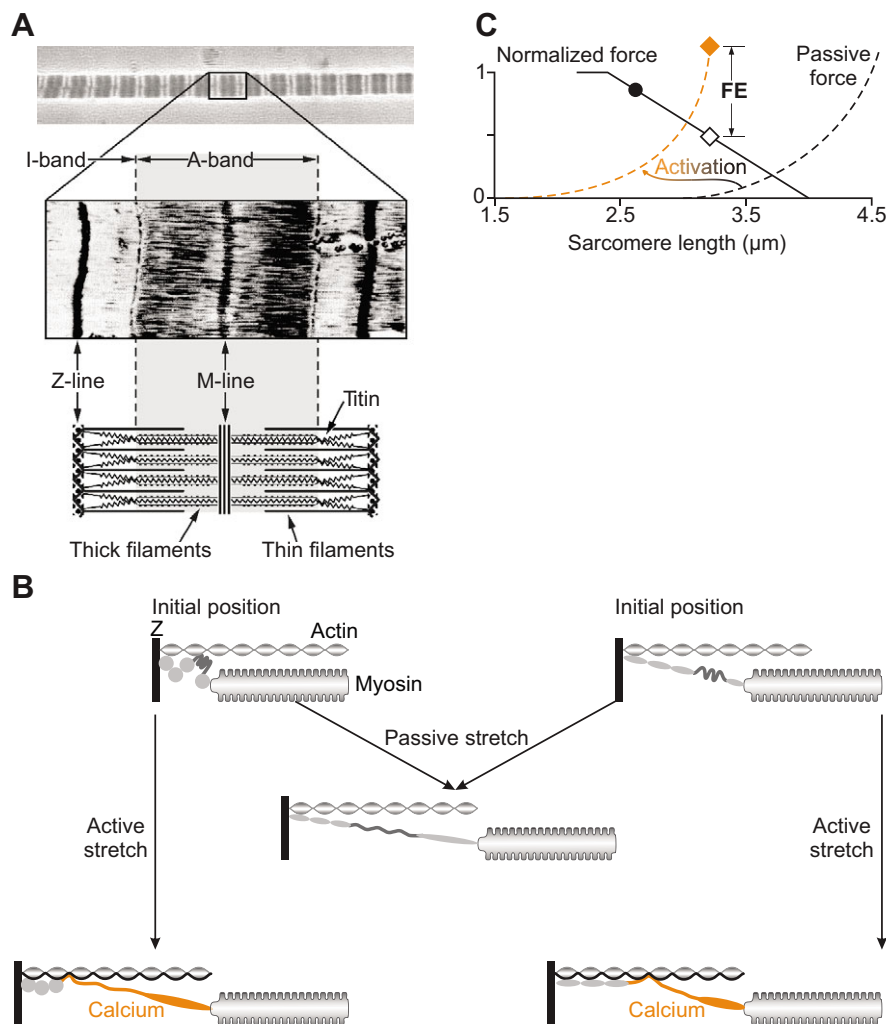 A
I-band
A-band
Z-line
M-line
Titin
Thick filaments
Thin filaments
C
Normalized force
Passive
force
FE
Activation
1
0
1.5
2.5
3.5
4.5
Sarcomere length (µm)
B
Initial position
Z
Actin
Myosin
Initial position
Passive stretch
Active
stretch
Active
stretch
Calcium
Calcium